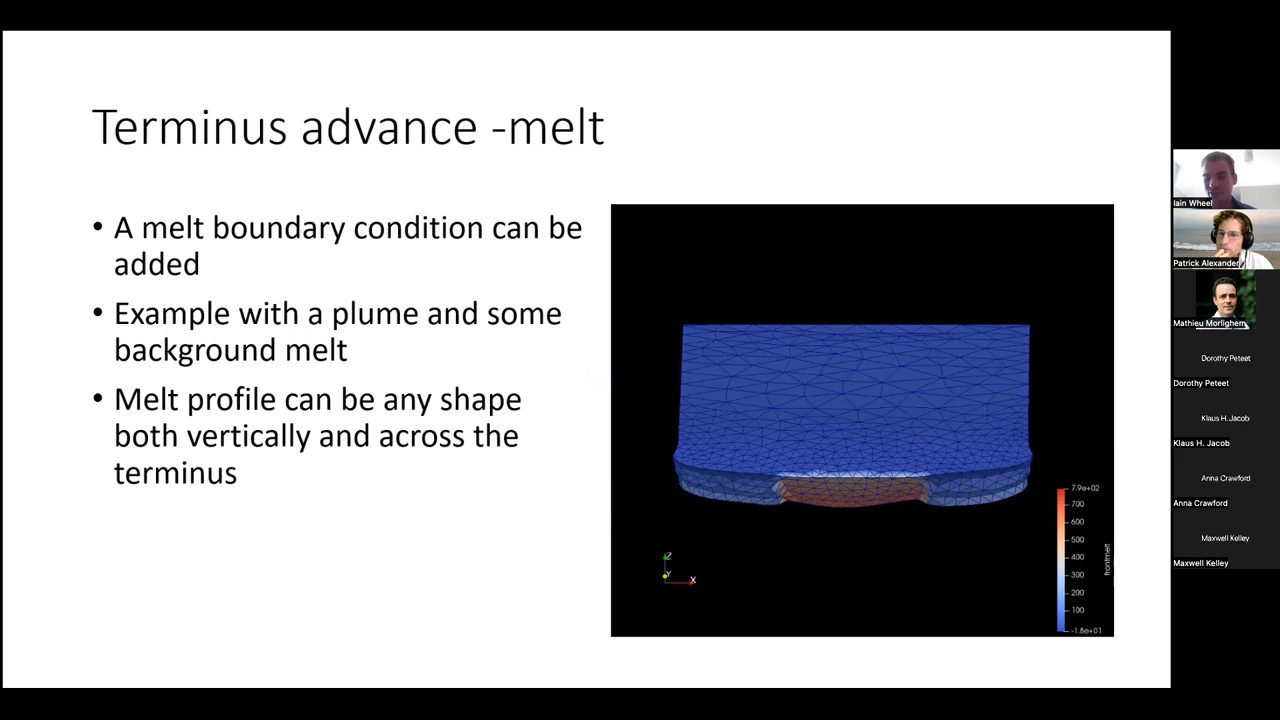 Terminus advance -melt
• A melt boundary condition can be
added
• Example with a plume and some
background melt
• Melt profile can be any shape
both vertically and across the
terminus
Z
Y
X
7.9e+02
700
600
500
400
300
200
100
-1.8e+01
frontmelt
Iain Wheel
Patrick Alexander
Mathieu Morlighem
Dorothy Peteet
Dorothy Peteet
Klaus H. Jacob
Klaus H. Jacob
Anna Crawford
Anna Crawford
Maxwell Kelley
Maxwell Kelley